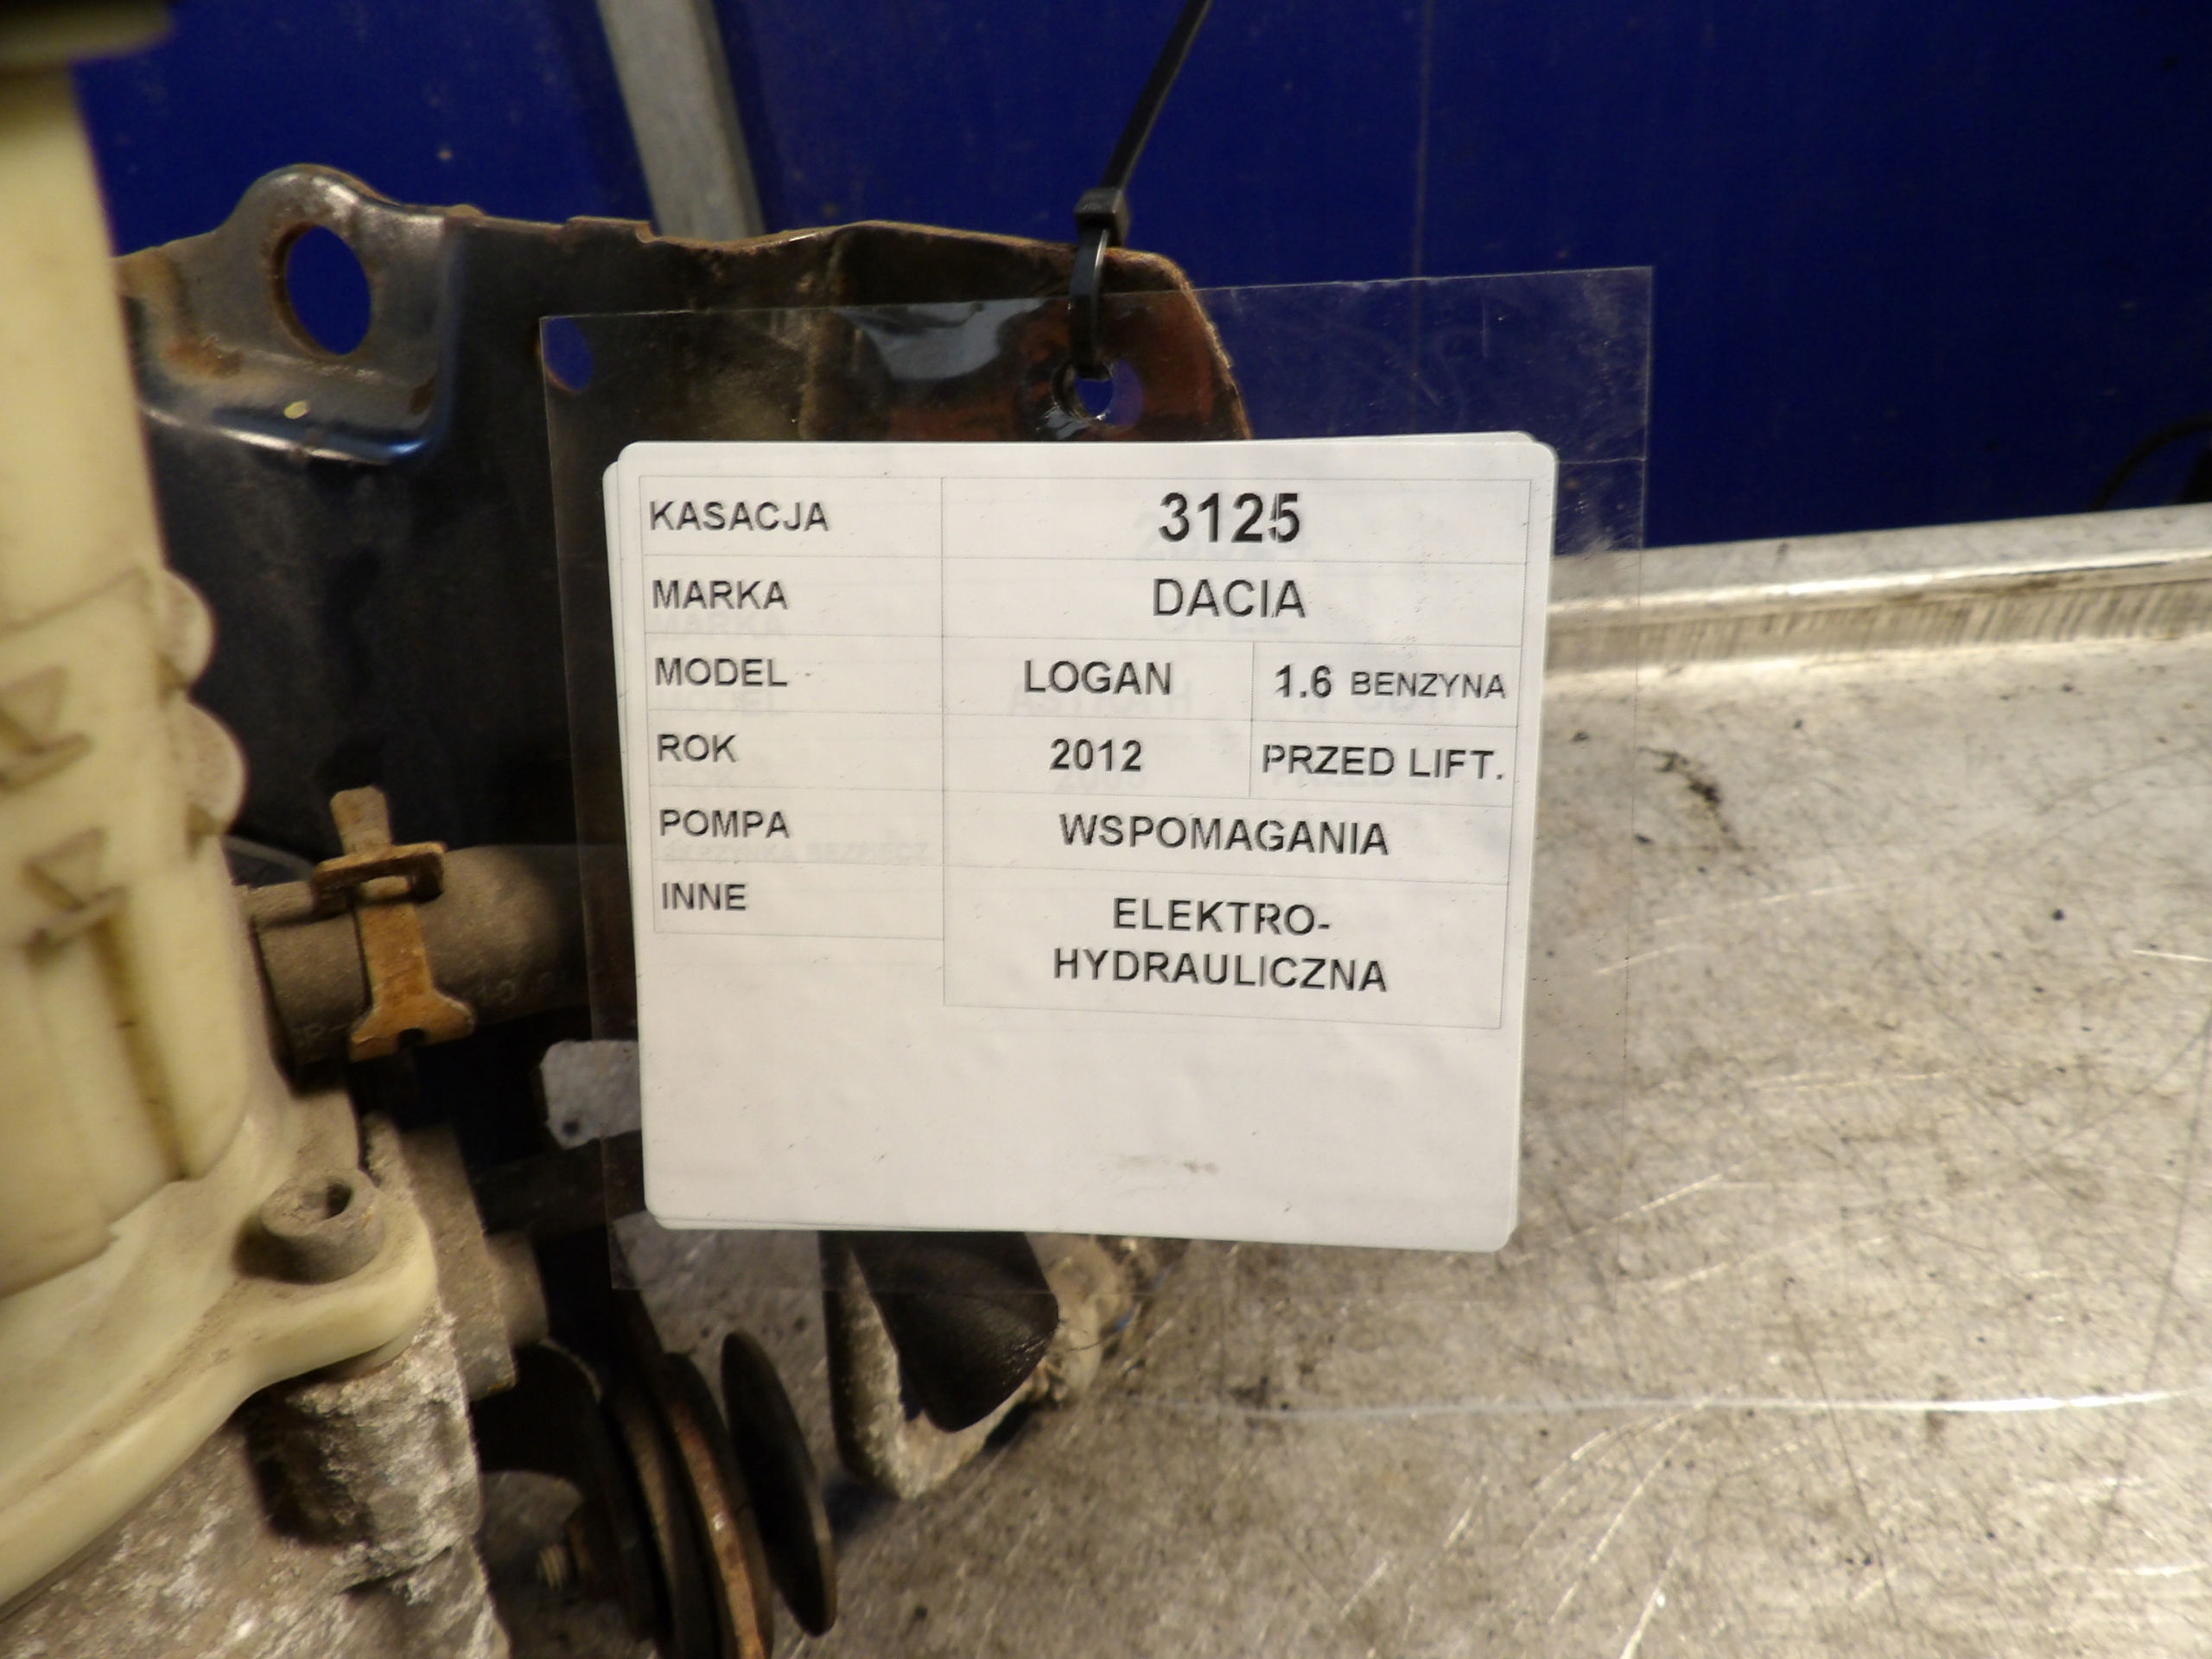 KASACJA 3125
MARKA DACIA
MODEL LOGAN 1.6 BENZYNA
ROK 2012 PRZED LIFT.
POMPA WSPOMAGANIA
INNE ELEKTRO-
HYDRAULICZNA